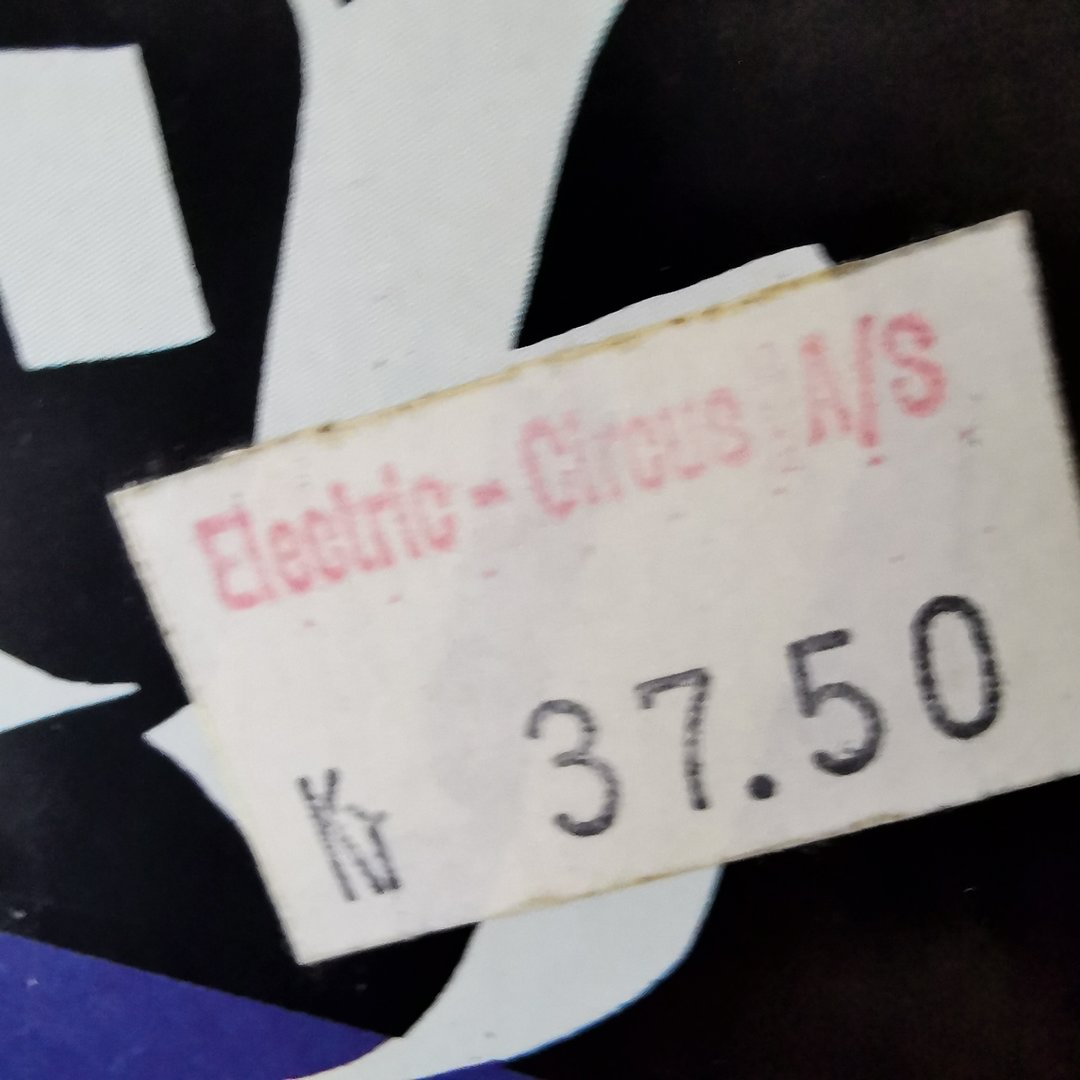 Electric - Circus A/S
Kr 37.50